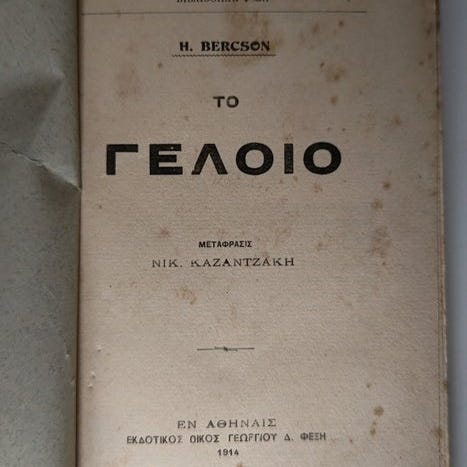 H. BERGSON
ΤΟ
ΓΕΛΟΙΟ
ΜΕΤΑΦΡΑΣΙΣ
ΝΙΚ. ΚΑΖΑΝΤΖΑΚΗ
ΕΝ ΑΘΗΝΑΙΣ
ΕΚΔΟΤΙΚΟΣ ΟΙΚΟΣ ΓΕΩΡΓΙΟΥ Δ. ΦΕΞΗ
1914